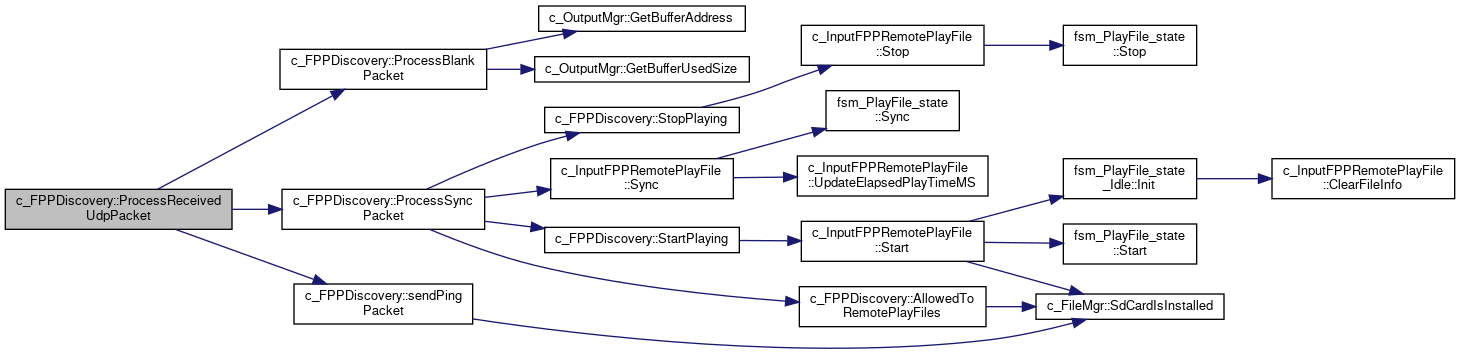 c_FPPDiscovery::ProcessReceived
UdpPacket
c_FPPDiscovery::ProcessBlank
Packet
c_OutputMgr::GetBufferAddress
c_OutputMgr::GetBufferUsedSize
c_FPPDiscovery::ProcessSync
Packet
c_FPPDiscovery::StopPlaying
c_InputFPPRemotePlayFile
::Stop
fsm_PlayFile_state
::Stop
c_InputFPPRemotePlayFile
::Sync
fsm_PlayFile_state
::Sync
c_InputFPPRemotePlayFile
::UpdateElapsedPlayTimeMS
c_FPPDiscovery::StartPlaying
c_InputFPPRemotePlayFile
::Start
fsm_PlayFile_state
_Idle::Init
c_InputFPPRemotePlayFile
::ClearFileInfo
fsm_PlayFile_state
::Start
c_FPPDiscovery::AllowedTo
RemotePlayFiles
c_FileMgr::SdCardIsInstalled
c_FPPDiscovery::sendPing
Packet